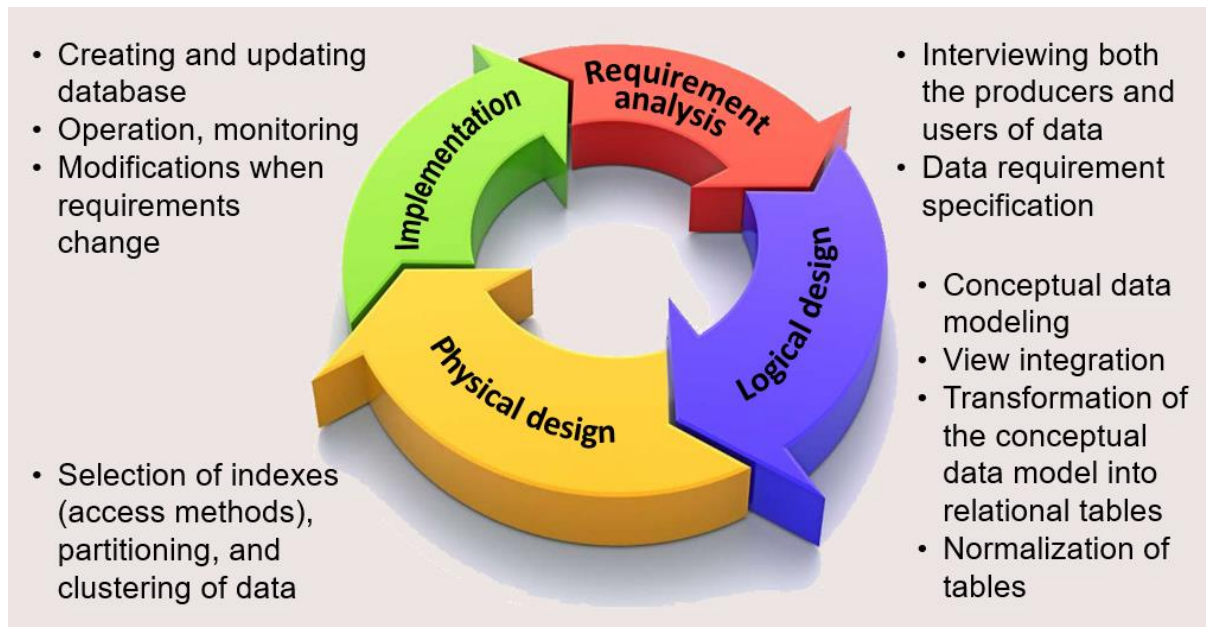 • Creating and updating
database
• Operation, monitoring
• Modifications when
requirements
change
Requirement
analysis
• Interviewing both
the producers and
users of data
• Data requirement
specification
Implementation
Logical design
• Conceptual data
modeling
• View integration
• Transformation of
the conceptual
data model into
relational tables
• Normalization of
tables
Physical design
• Selection of indexes
(access methods),
partitioning, and
clustering of data